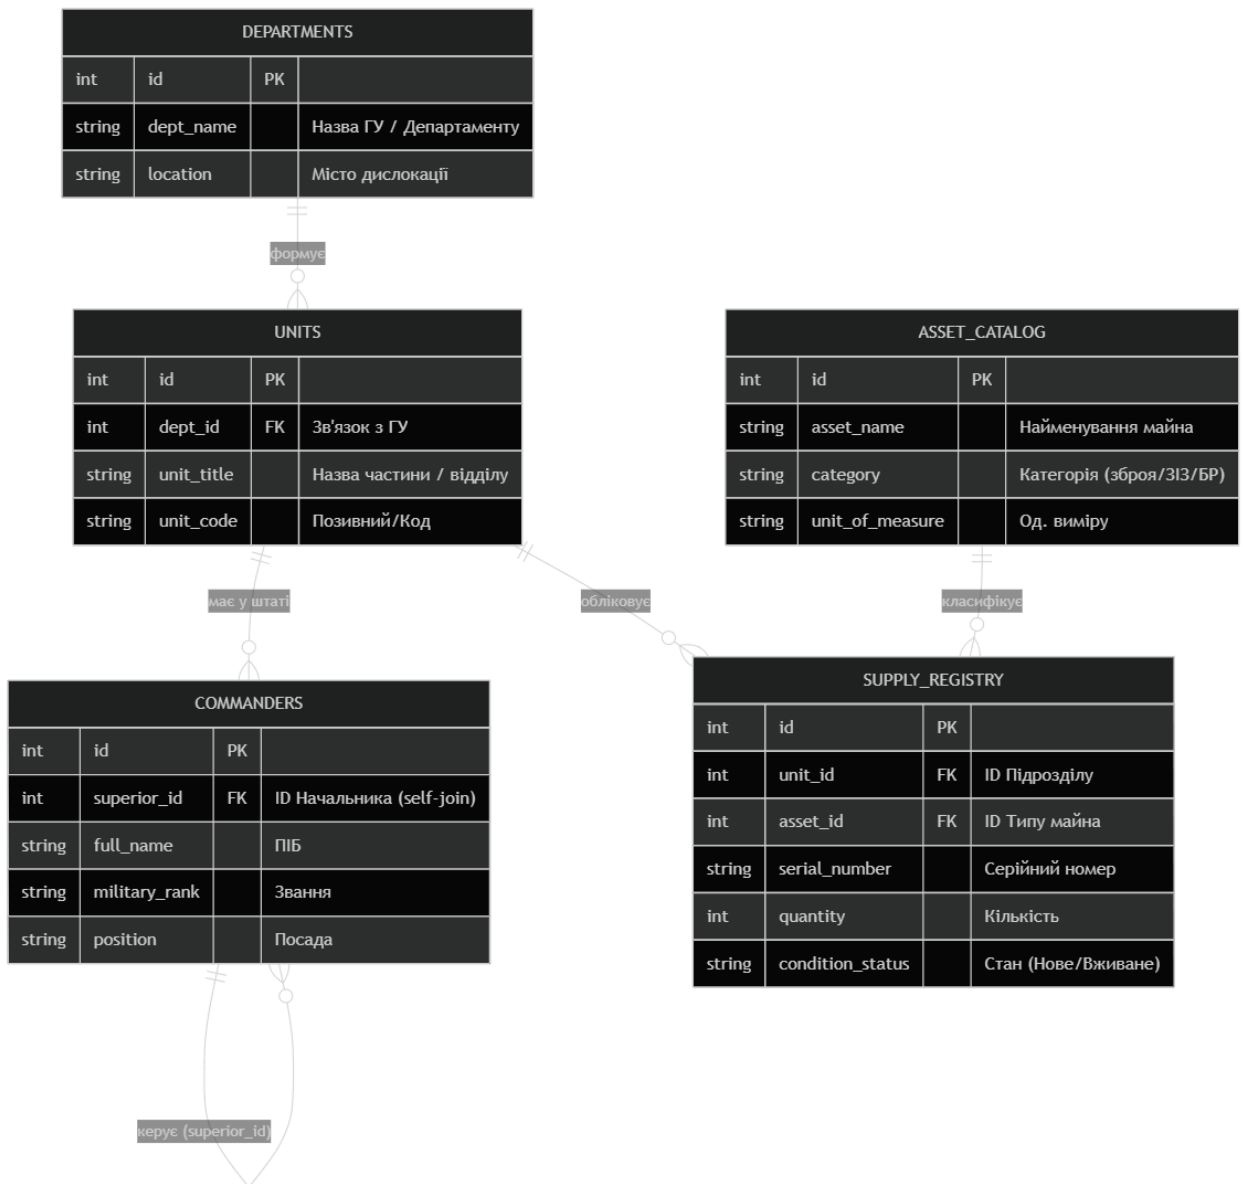 DEPARTMENTS
int id PK
string dept_name Назва ГУ / Департаменту
string location Місто дислокації
формує
UNITS
int id PK
int dept_id FK Зв'язок з ГУ
string unit_title Назва частини / відділу
string unit_code Позивний/Код
ASSET_CATALOG
int id PK
string asset_name Найменування майна
string category Категорія (зброя/ЗІЗ/БР)
string unit_of_measure Од. виміру
має у штаті
обліковує
класифікує
COMMANDERS
int id PK
int superior_id FK ID Начальника (self-join)
string full_name ПІБ
string military_rank Звання
string position Посада
SUPPLY_REGISTRY
int id PK
int unit_id FK ID Підрозділу
int asset_id FK ID Типу майна
string serial_number Серійний номер
int quantity Кількість
string condition_status Стан (Нове/Вживане)
керує (superior_id)